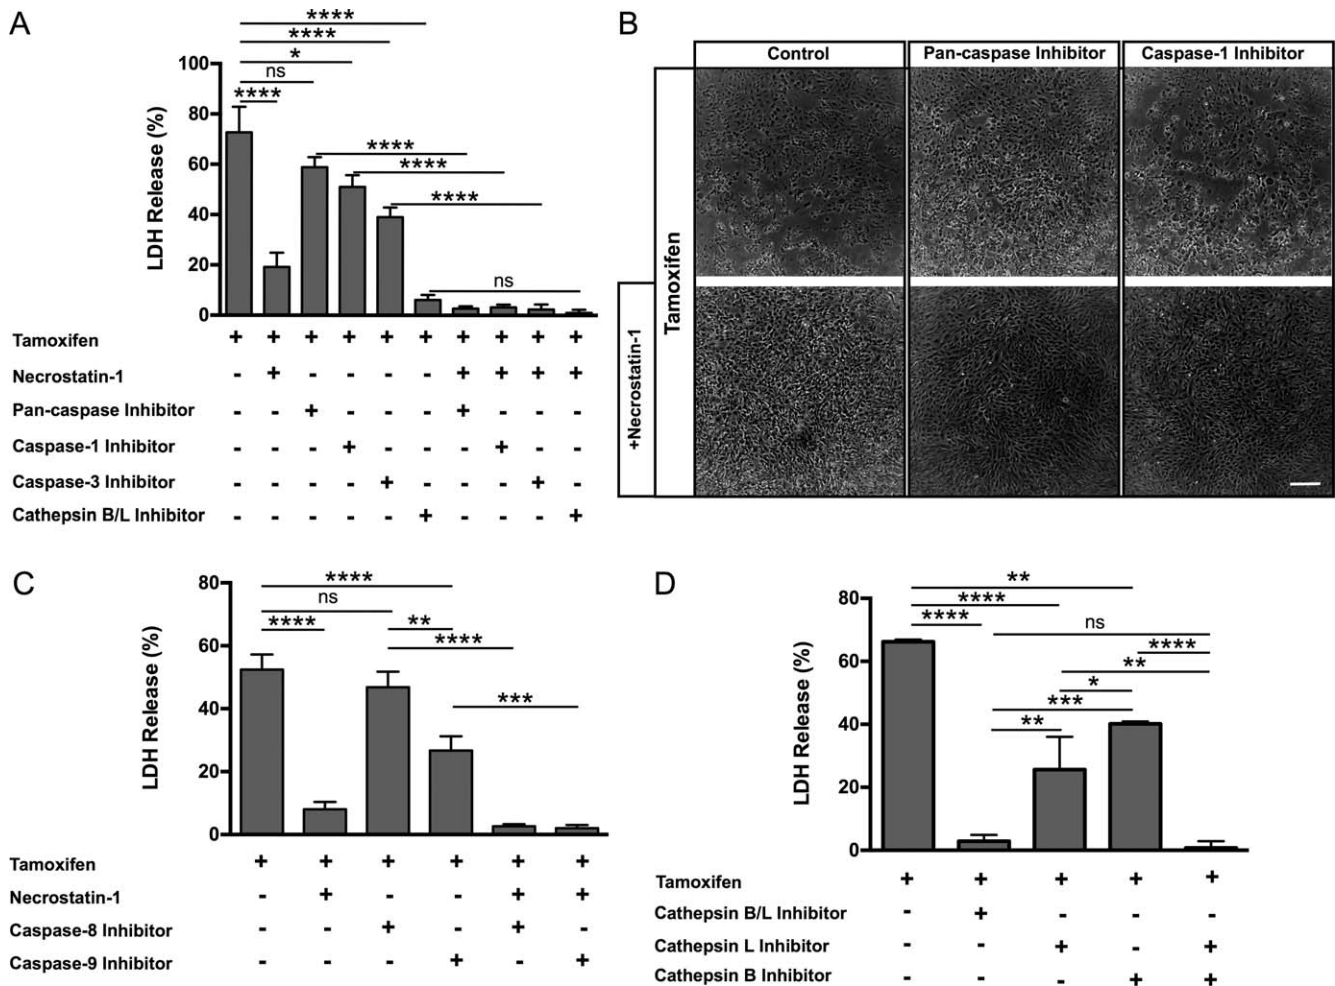 A
****
****
*
ns
****
****
****
****
ns
100
80
60
40
20
0
LDH Release (%)
Tamoxifen + + + + + + + + + +
Necrostatin-1 - + - - - - + + + +
Pan-caspase Inhibitor - - + - - - + - - -
Caspase-1 Inhibitor - - - + - - - + - -
Caspase-3 Inhibitor - - - - + - - - + -
Cathepsin B/L Inhibitor - - - - - + - - - +
B
Control Pan-caspase Inhibitor Caspase-1 Inhibitor
Tamoxifen
+Necrostatin-1
C
****
ns
**** **
****
***
80
60
40
20
0
LDH Release (%)
Tamoxifen + + + + + +
Necrostatin-1 - + - - + +
Caspase-8 Inhibitor - - + - + -
Caspase-9 Inhibitor - - - + - +
D
**
****
****
ns
****
**
*
***
**
80
60
40
20
0
LDH Release (%)
Tamoxifen + + + + +
Cathepsin B/L Inhibitor - + - - -
Cathepsin L Inhibitor - - + - +
Cathepsin B Inhibitor - - - + +